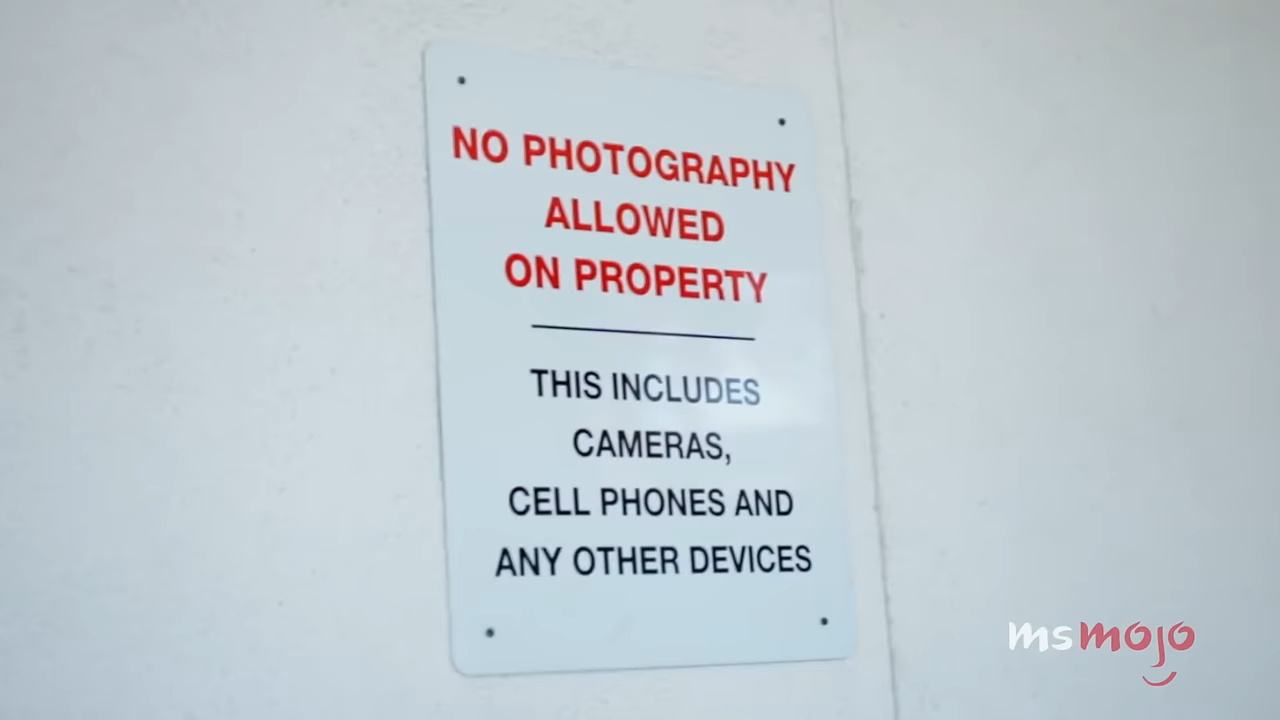 NO PHOTOGRAPHY
ALLOWED
ON PROPERTY
THIS INCLUDES
CAMERAS,
CELL PHONES AND
ANY OTHER DEVICES
msmojo